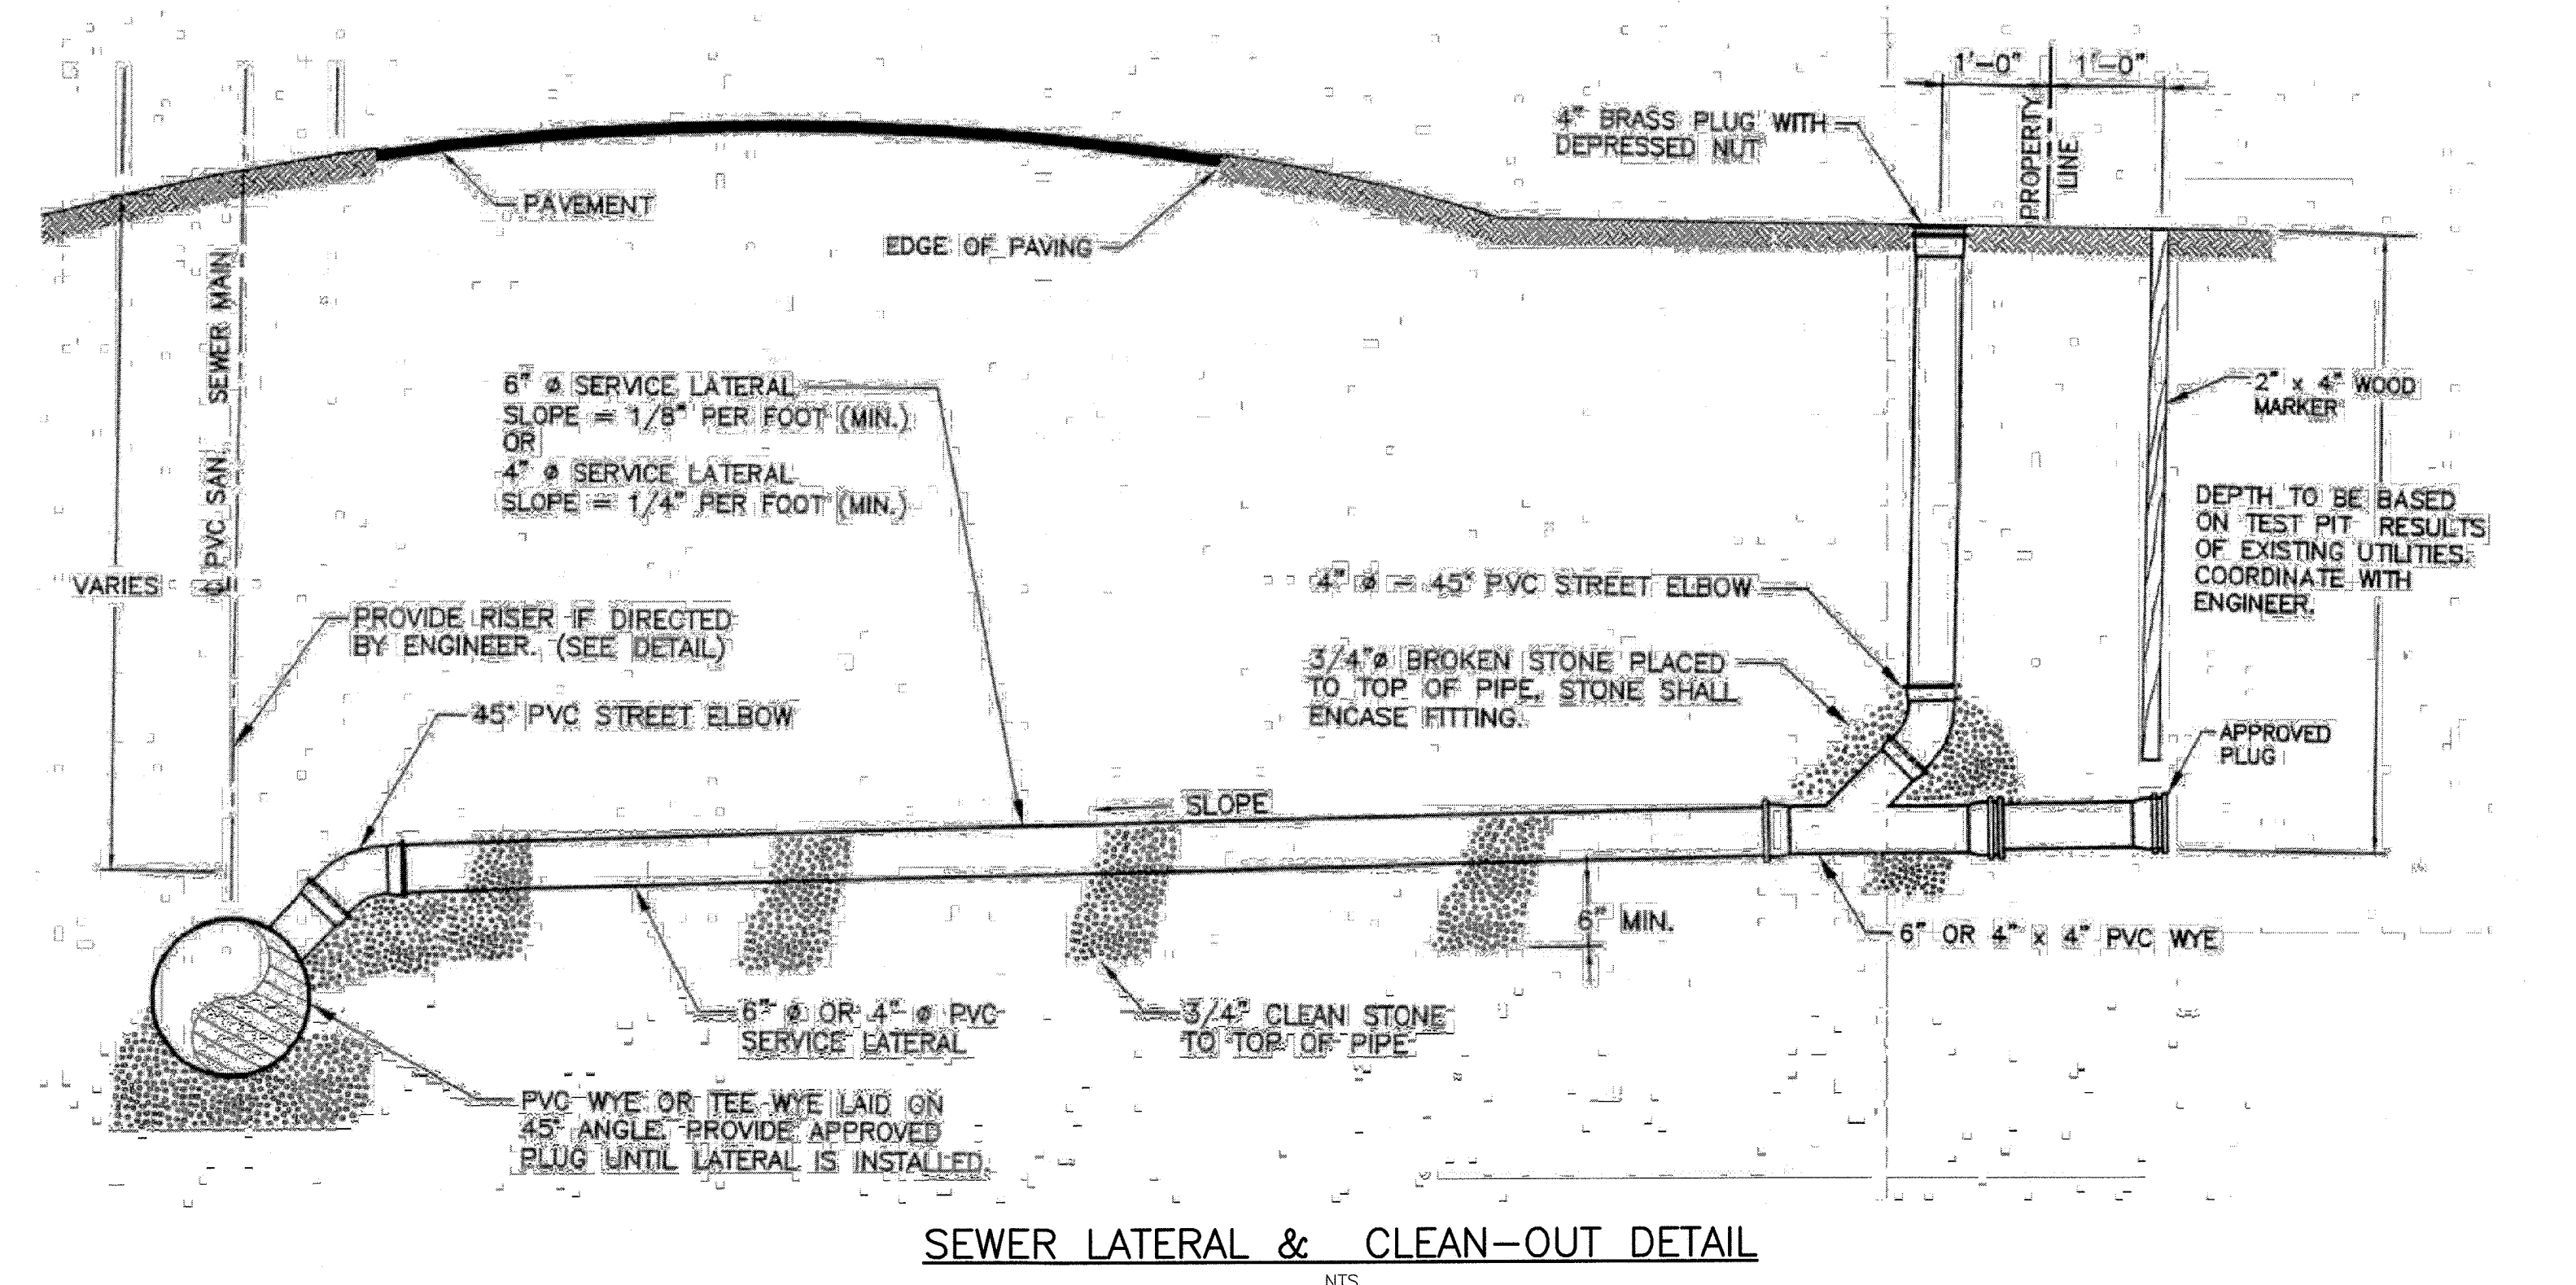 1'-0" 1'-0"
4" BRASS PLUG WITH
DEPRESSED NUT
PROPERTY
LINE
PAVEMENT
EDGE OF PAVING
PVC SAN. SEWER MAIN
VARIES
6" ø SERVICE LATERAL
SLOPE = 1/8" PER FOOT (MIN.)
OR
4" ø SERVICE LATERAL
SLOPE = 1/4" PER FOOT (MIN.)
2" x 4" WOOD
MARKER
DEPTH TO BE BASED
ON TEST PIT RESULTS
OF EXISTING UTILITIES.
COORDINATE WITH
ENGINEER.
PROVIDE RISER IF DIRECTED
BY ENGINEER. (SEE DETAIL)
4" ø - 45° PVC STREET ELBOW
3/4"ø BROKEN STONE PLACED
TO TOP OF PIPE. STONE SHALL
ENCASE FITTING.
45° PVC STREET ELBOW
APPROVED
PLUG
SLOPE
6" MIN.
6" OR 4" x 4" PVC WYE
6" ø OR 4" ø PVC
SERVICE LATERAL
3/4" CLEAN STONE
TO TOP OF PIPE
PVC WYE OR TEE-WYE LAID ON
45° ANGLE. PROVIDE APPROVED
PLUG UNTIL LATERAL IS INSTALLED.
SEWER LATERAL & CLEAN-OUT DETAIL
NTS